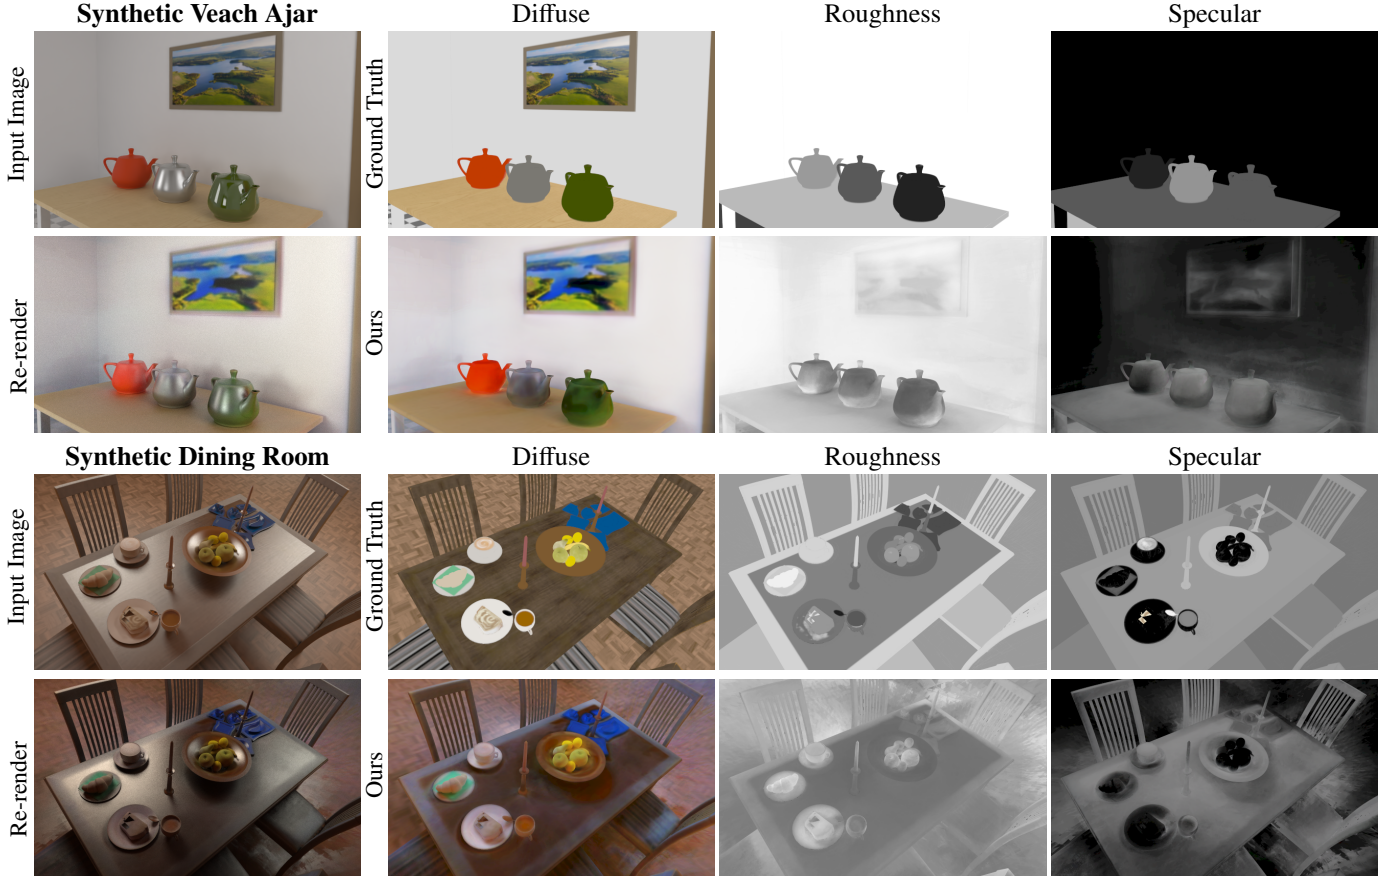 Synthetic Veach Ajar Diffuse Roughness Specular
Input Image
Ground Truth
Re-render
Ours
Synthetic Dining Room Diffuse Roughness Specular
Input Image
Ground Truth
Re-render
Ours